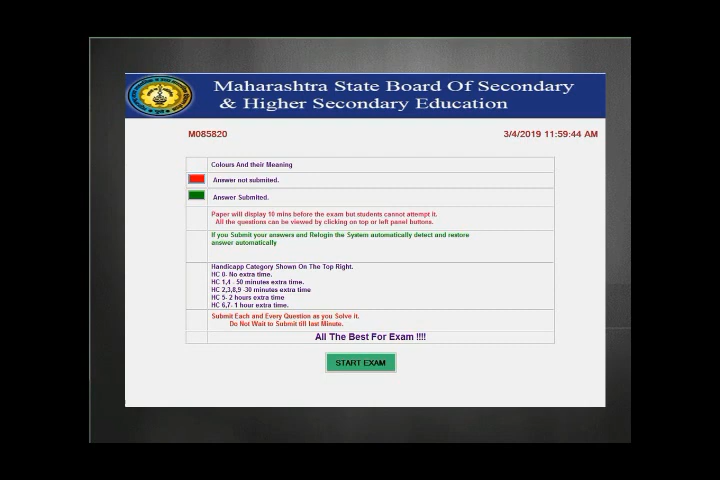 Maharashtra State Board Of Secondary
& Higher Secondary Education
M085820 3/4/2019 11:59:44 AM
Colours And their Meaning
Answer not submited.
Answer Submited.
Paper will display 10 mins before the exam but students cannot attempt it.
All the questions can be viewed by clicking on top or left panel buttons.
If you Submit your answers and Relogin the System automatically detect and restore
answer automatically
Handicapp Category Shown On The Top Right.
HC 0- No extra time.
HC 1,4 - 50 minutes extra time.
HC 2,3,8,9 -30 minutes extra time
HC 5- 2 hours extra time
HC 6,7- 1 hour extra time.
Submit Each and Every Question as you Solve it.
Do Not Wait to Submit till last Minute.
All The Best For Exam !!!!
START EXAM